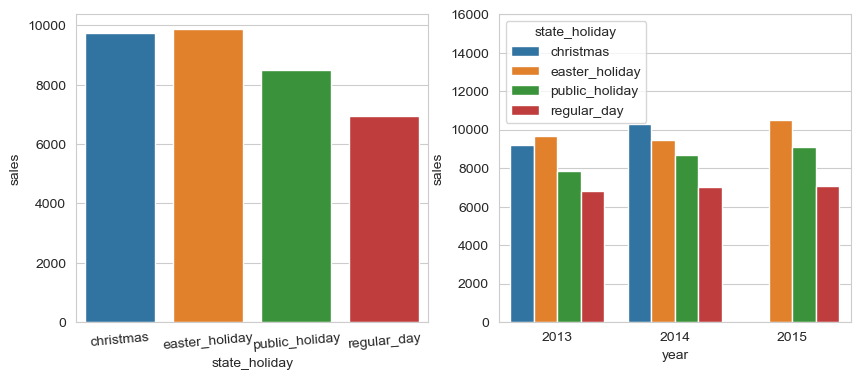 10000
8000
6000
4000
2000
0
sales
christmas
easter_holiday
public_holiday
regular_day
state_holiday
16000
14000
12000
10000
8000
6000
4000
2000
0
sales
state_holiday
christmas
easter_holiday
public_holiday
regular_day
2013
2014
2015
year